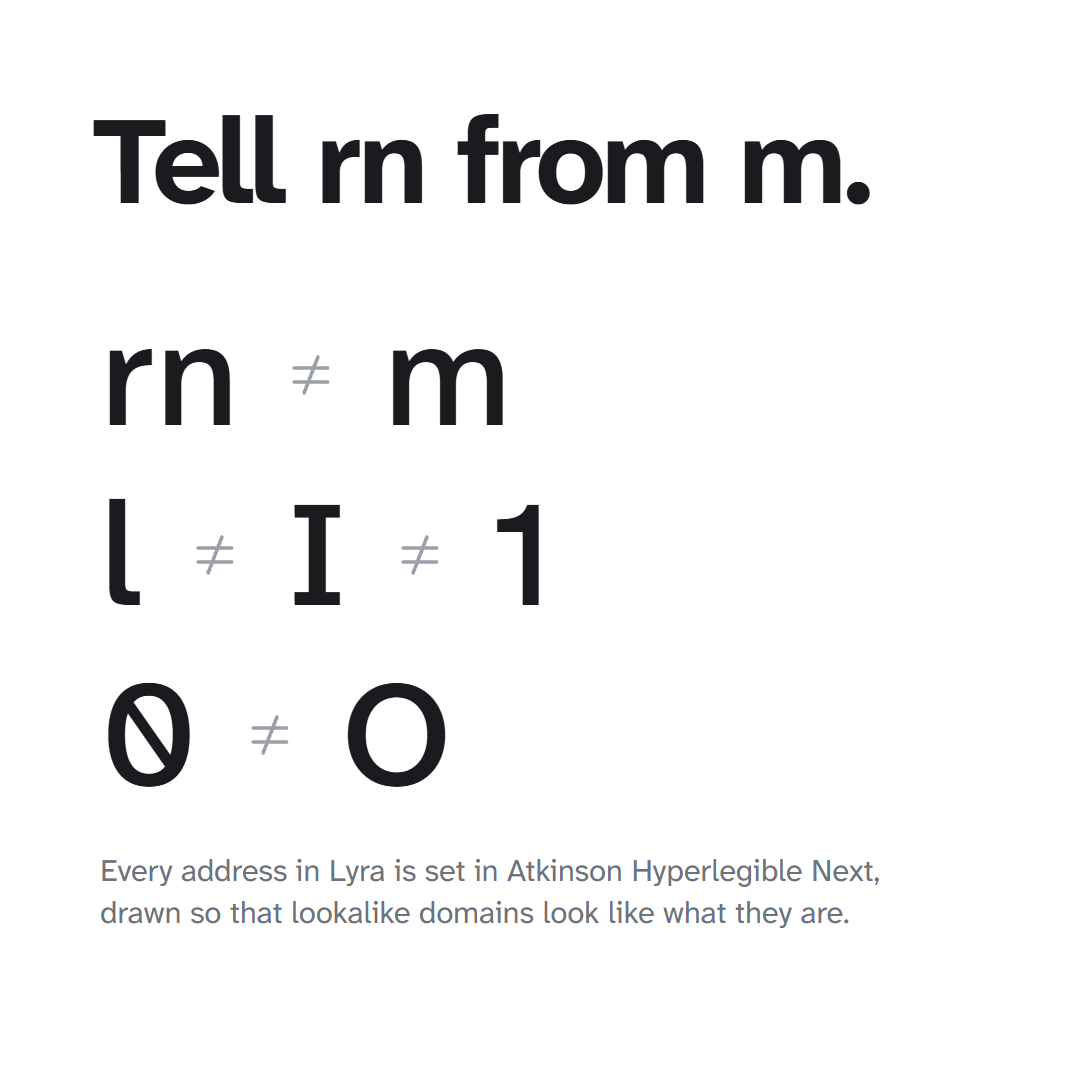 Tell rn from m.
rn ≠ m
l ≠ I ≠ 1
0 ≠ O
Every address in Lyra is set in Atkinson Hyperlegible Next,
drawn so that lookalike domains look like what they are.